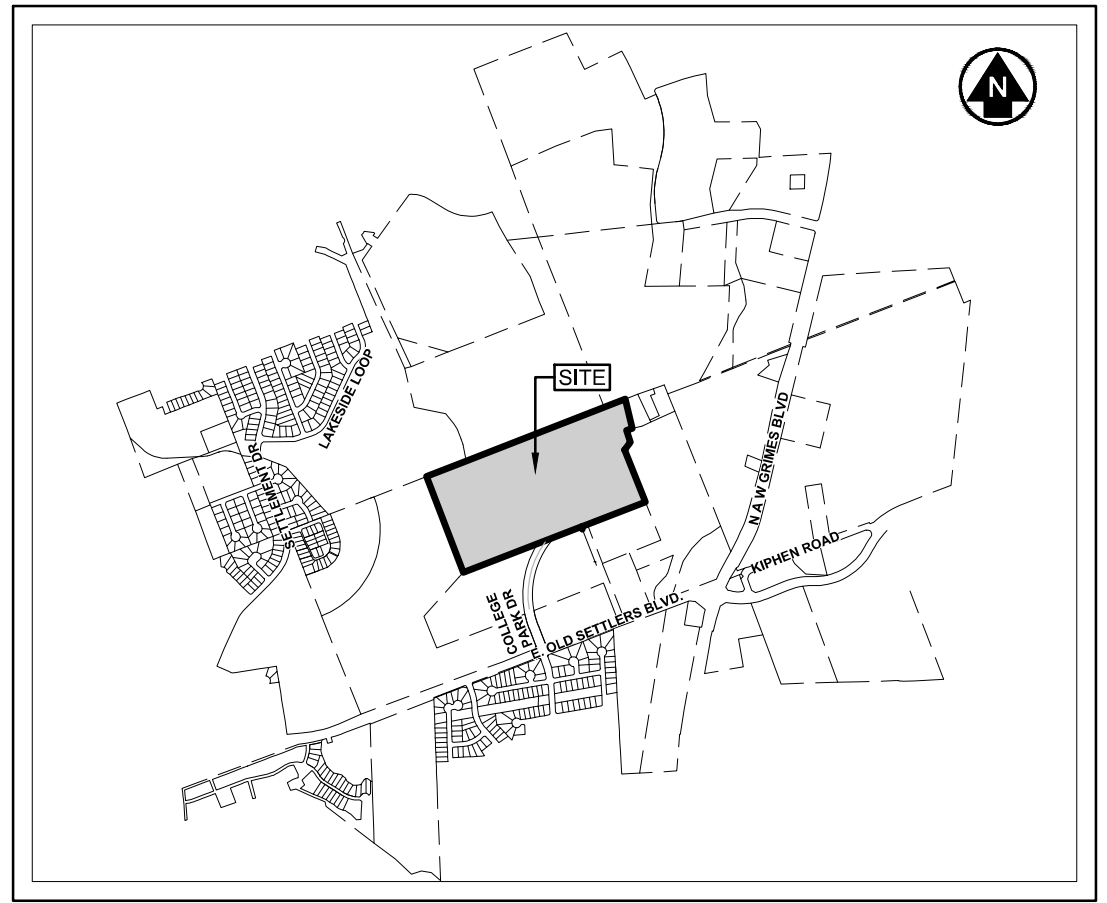 N
SITE
LAKESIDE LOOP
SETTLEMENT DR
N A W GRIMES BLVD
KIPHEN ROAD
COLLEGE
PARK DR
E. OLD SETTLERS BLVD.